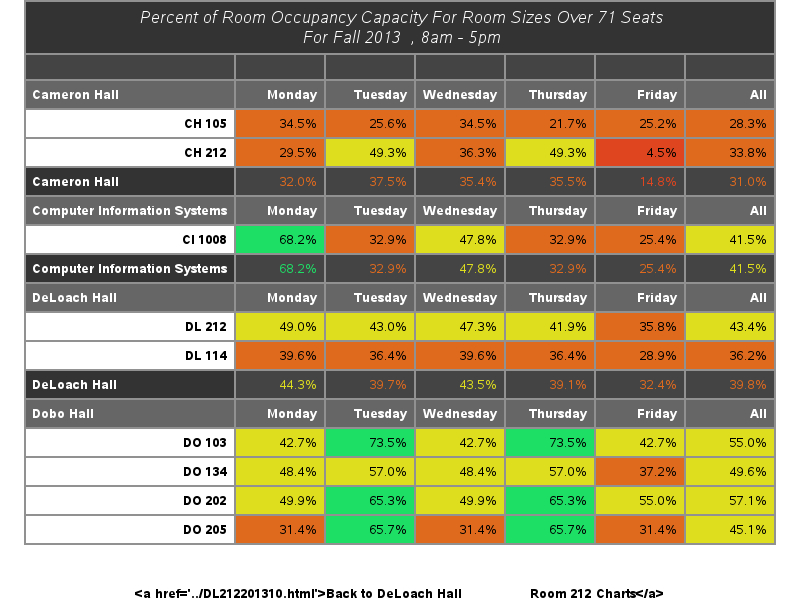 Percent of Room Occupancy Capacity For Room Sizes Over 71 Seats
For Fall 2013 , 8am - 5pm
Cameron Hall Monday Tuesday Wednesday Thursday Friday All
CH 105 34.5% 25.6% 34.5% 21.7% 25.2% 28.3%
CH 212 29.5% 49.3% 36.3% 49.3% 4.5% 33.8%
Cameron Hall 32.0% 37.5% 35.4% 35.5% 14.8% 31.0%
Computer Information Systems Monday Tuesday Wednesday Thursday Friday All
CI 1008 68.2% 32.9% 47.8% 32.9% 25.4% 41.5%
Computer Information Systems 68.2% 32.9% 47.8% 32.9% 25.4% 41.5%
DeLoach Hall Monday Tuesday Wednesday Thursday Friday All
DL 212 49.0% 43.0% 47.3% 41.9% 35.8% 43.4%
DL 114 39.6% 36.4% 39.6% 36.4% 28.9% 36.2%
DeLoach Hall 44.3% 39.7% 43.5% 39.1% 32.4% 39.8%
Dobo Hall Monday Tuesday Wednesday Thursday Friday All
DO 103 42.7% 73.5% 42.7% 73.5% 42.7% 55.0%
DO 134 48.4% 57.0% 48.4% 57.0% 37.2% 49.6%
DO 202 49.9% 65.3% 49.9% 65.3% 55.0% 57.1%
DO 205 31.4% 65.7% 31.4% 65.7% 31.4% 45.1%
<a href='../DL212201310.html'>Back to DeLoach Hall Room 212 Charts</a>